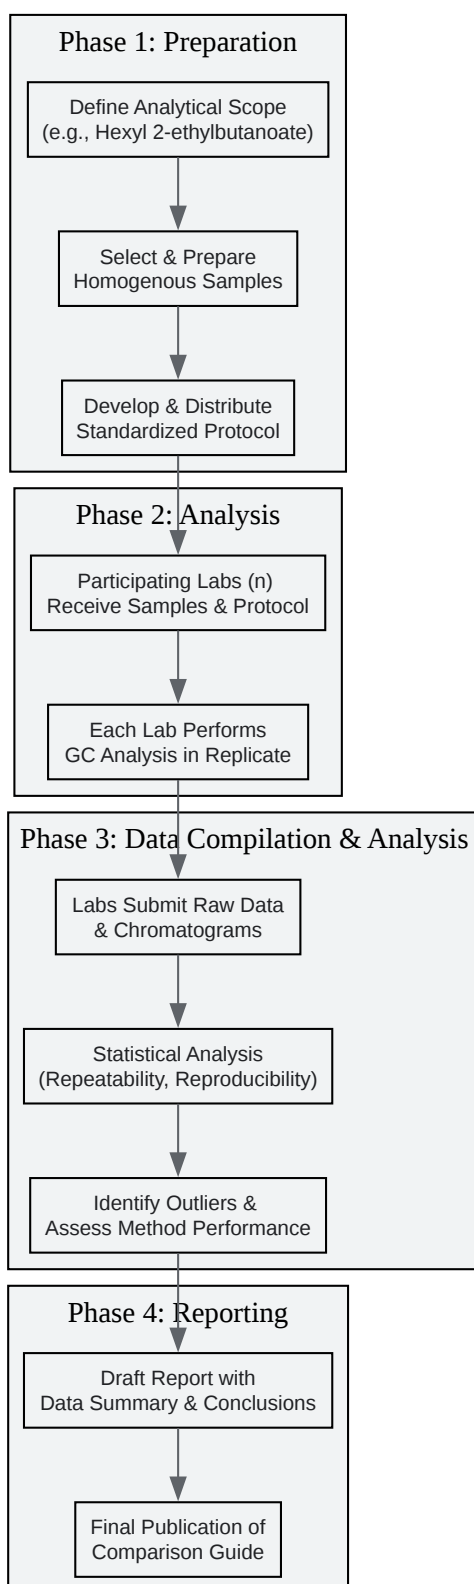 Phase 1: Preparation
Define Analytical Scope
(e.g., Hexyl 2-ethylbutanoate)
Select & Prepare
Homogenous Samples
Develop & Distribute
Standardized Protocol
Phase 2: Analysis
Participating Labs (n)
Receive Samples & Protocol
Each Lab Performs
GC Analysis in Replicate
Phase 3: Data Compilation & Analysis
Labs Submit Raw Data
& Chromatograms
Statistical Analysis
(Repeatability, Reproducibility)
Identify Outliers &
Assess Method Performance
Phase 4: Reporting
Draft Report with
Data Summary & Conclusions
Final Publication of
Comparison Guide